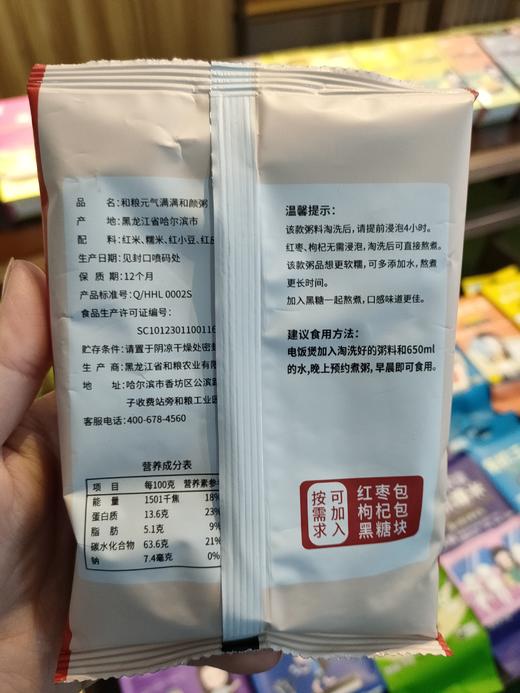 品 名:和粮元气满满和颜粥
产 地:黑龙江省哈尔滨市
配 料:红米、糯米、红小豆、红皮
生产日期:见封口喷码处
保 质 期:12个月
产品标准号:Q/HHL 0002S
食品生产许可证编号:
SC1012301100116
贮存条件:请置于阴凉干燥处密封
生 产 商:黑龙江省和粮农业有限
地 址:哈尔滨市香坊区公滨路
子收费站旁和粮工业园
客服电话:400-678-4560
营养成分表
项 目 每100克 营养素参考
能 量 1501千焦 18%
蛋白质 13.6克 23%
脂 肪 5.1克 9%
碳水化合物 63.6克 21%
钠 7.4毫克 0%
温馨提示:
该款粥料淘洗后,请提前浸泡4小时。
红枣、枸杞无需浸泡,淘洗后可直接熬煮。
该款粥品想更软糯,可多添加水,熬煮
更长时间。
加入黑糖一起熬煮,口感味道更佳。
建议食用方法:
电饭煲加入淘洗好的粥料和650ml
的水,晚上预约煮粥,早晨即可食用。
按需求
可加入
红枣包
枸杞包
黑糖块